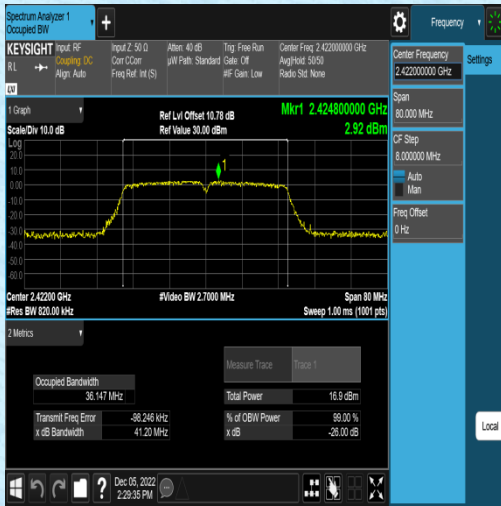 Spectrum Analyzer 1
Occupied BW
+
Frequency
KEYSIGHT
Input: RF
Input Z: 50 Ω
Atten: 40 dB
Trig: Free Run
Center Freq: 2.422000000 GHz
RL
Coupling: DC
Corr CCorr
µW Path: Standard
Gate: Off
Avg|Hold: 50/50
Align: Auto
Freq Ref: Int (S)
#IF Gain: Low
Radio Std: None
LXI
1 Graph
Scale/Div 10.0 dB
Ref Lvl Offset 10.78 dB
Ref Value 30.00 dBm
Mkr1 2.424800000 GHz
2.92 dBm
Log
20.0
10.0
0.00
-10.0
-20.0
-30.0
-40.0
-50.0
-60.0
1
Center 2.42200 GHz
#Video BW 2.7000 MHz
Span 80 MHz
#Res BW 820.00 kHz
Sweep 1.00 ms (1001 pts)
2 Metrics
Measure Trace
Trace 1
Occupied Bandwidth
36.147 MHz
Total Power
16.9 dBm
Transmit Freq Error
-98.246 kHz
% of OBW Power
99.00 %
x dB Bandwidth
41.20 MHz
x dB
-26.00 dB
?
Dec 05, 2022
2:29:35 PM
Center Frequency
2.422000000 GHz
Settings
Span
80.000 MHz
CF Step
8.000000 MHz
Auto
Man
Freq Offset
0 Hz
Local